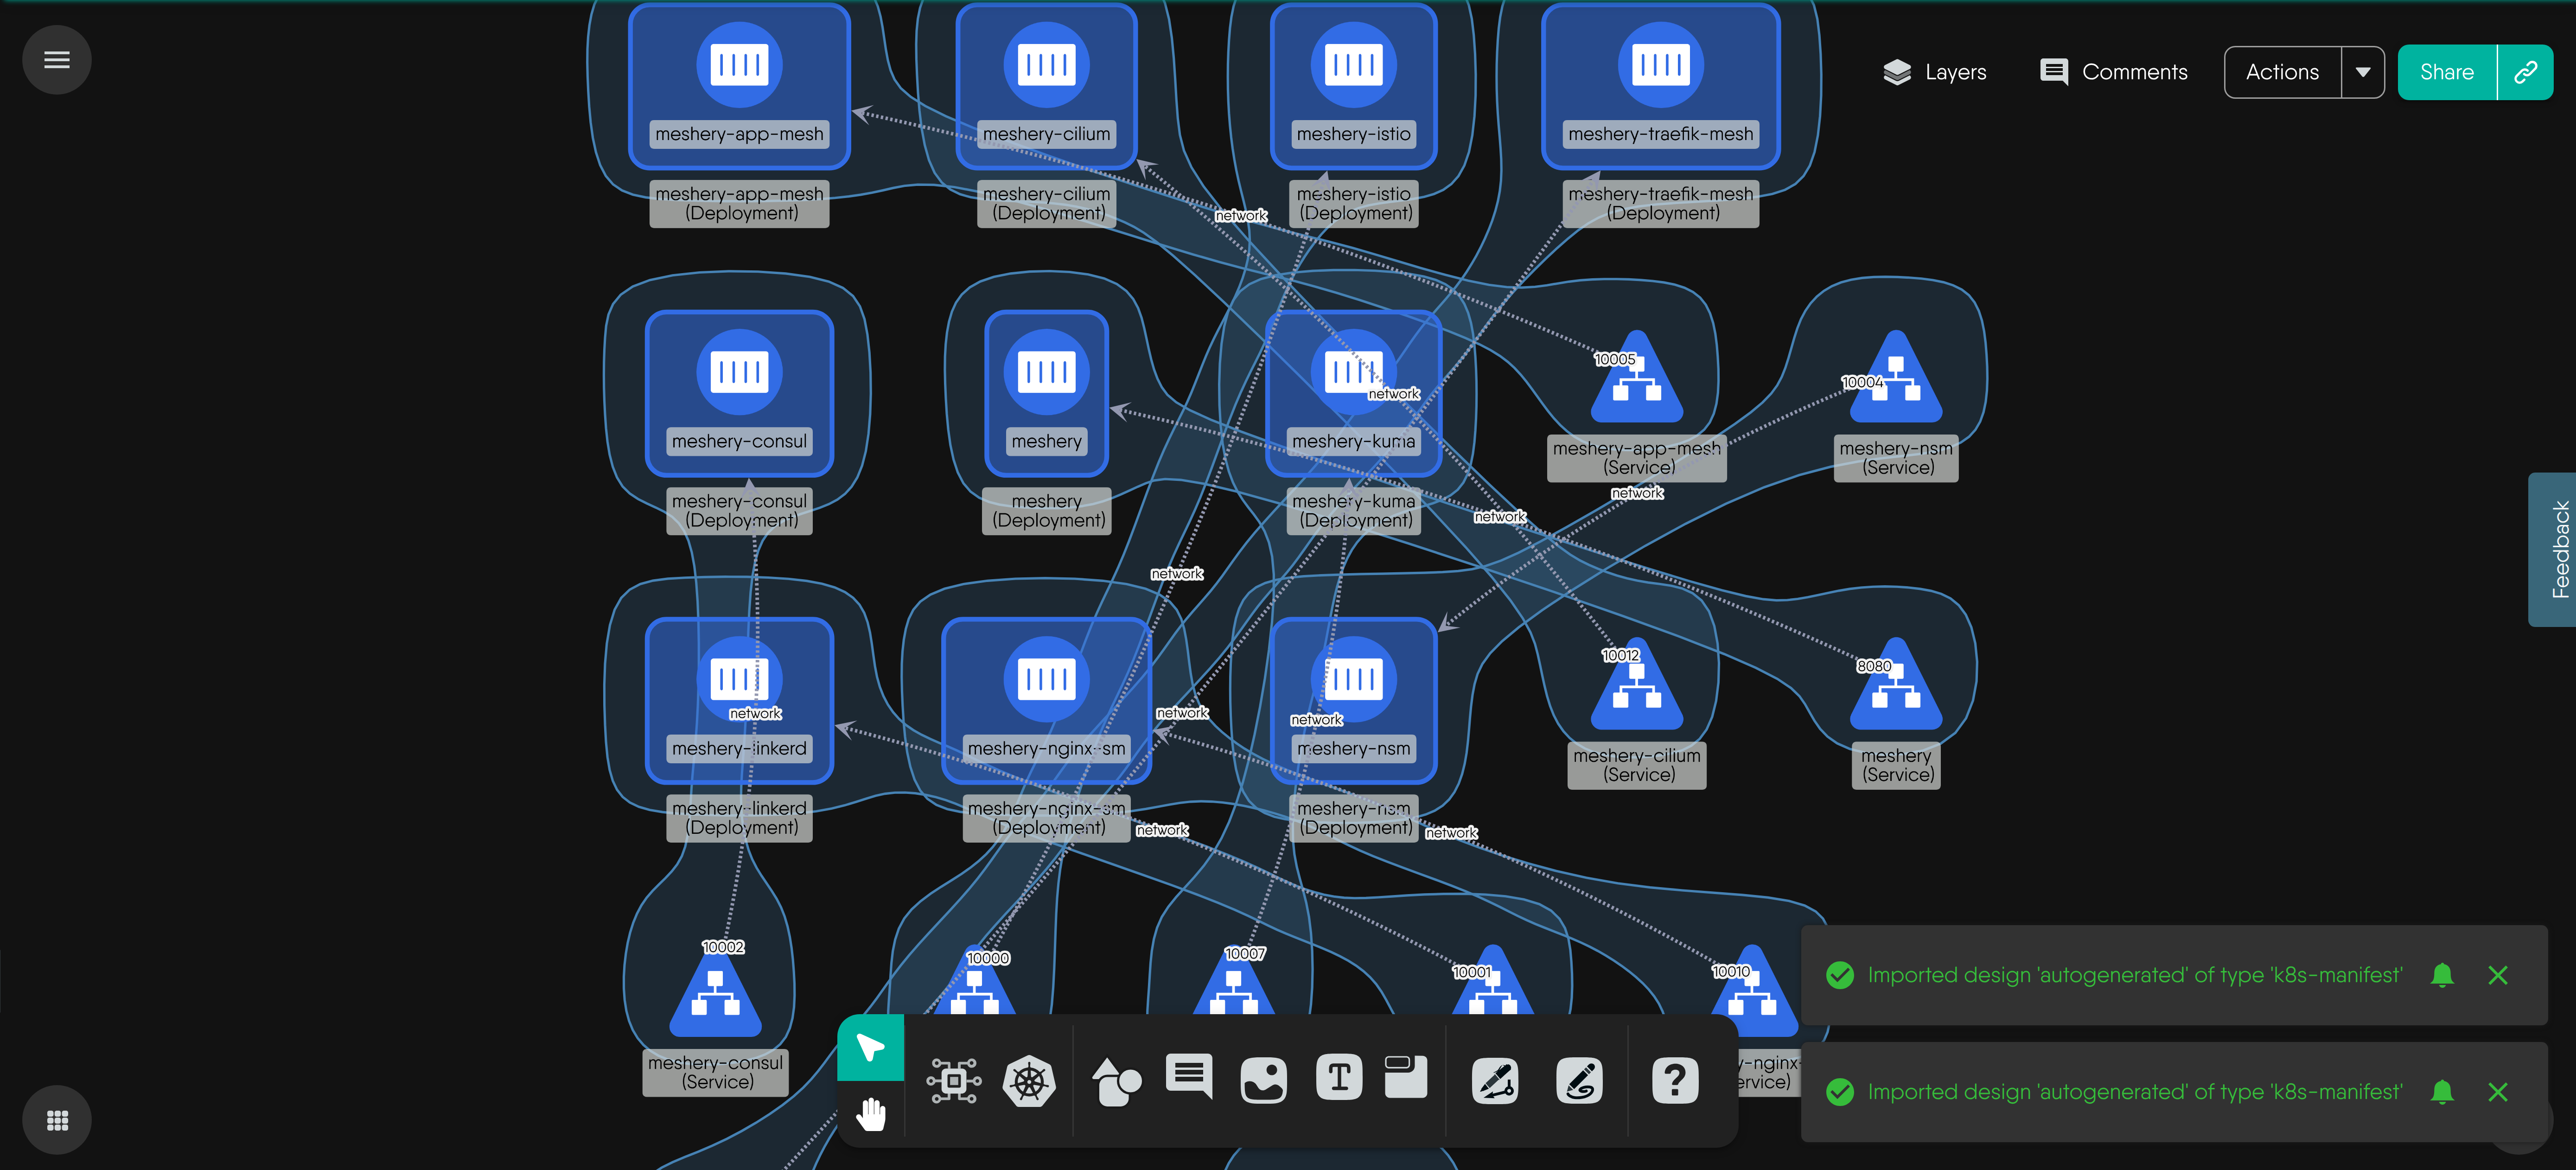 Layers
Comments
Actions
Share
meshery-app-mesh
meshery-cilium
meshery-istio
meshery-traefik-mesh
meshery-app-mesh
(Deployment)
meshery-cilium
(Deployment)
meshery-istio
(Deployment)
meshery-traefik-mesh
(Deployment)
network
10005
10004
network
meshery-consul
meshery
meshery-kuma
meshery-app-mesh
(Service)
meshery-nsm
(Service)
meshery-consul
(Deployment)
meshery
(Deployment)
meshery-kuma
(Deployment)
network
network
Feedback
network
10012
8080
network
network
network
meshery-linkerd
meshery-nginx-sm
meshery-nsm
meshery-cilium
(Service)
meshery
(Service)
meshery-linkerd
(Deployment)
meshery-nginx-sm
(Deployment)
meshery-nsm
(Deployment)
network
network
10002
10000
10007
10001
10010
meshery-consul
(Service)
Imported design 'autogenerated' of type 'k8s-manifest'
Imported design 'autogenerated' of type 'k8s-manifest'